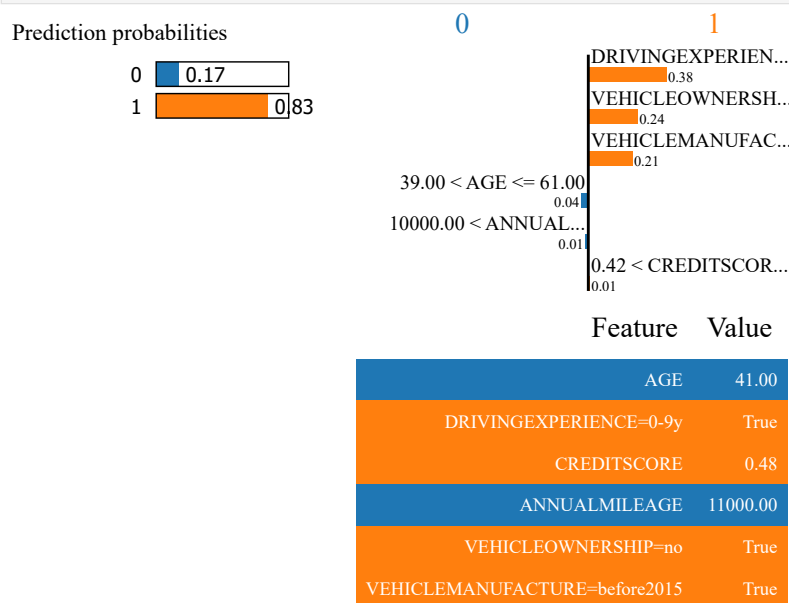 Prediction probabilities
0 0.17
1 0.83
0 1
DRIVINGEXPERIEN...
0.38
VEHICLEOWNERSH...
0.24
VEHICLEMANUFAC...
0.21
39.00 < AGE <= 61.00
0.04
10000.00 < ANNUAL...
0.01
0.42 < CREDITSCOR...
0.01
Feature Value
AGE 41.00
DRIVINGEXPERIENCE=0-9y True
CREDITSCORE 0.48
ANNUALMILEAGE 11000.00
VEHICLEOWNERSHIP=no True
VEHICLEMANUFACTURE=before2015 True